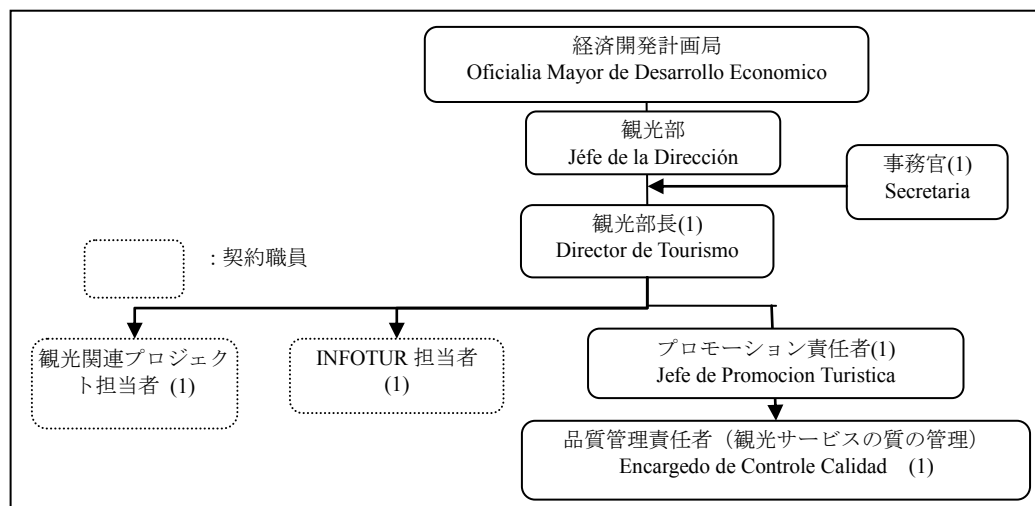 経済開発計画局
Oficialia Mayor de Desarrollo Economico
観光部
Jéfe de la Dirección
事務官(1)
Secretaria
観光部長(1)
Director de Tourismo
: 契約職員
観光関連プロジェク
ト担当者 (1)
INFOTUR 担当者
(1)
プロモーション責任者(1)
Jefe de Promocion Turistica
品質管理責任者（観光サービスの質の管理）
Encargedo de Controle Calidad (1)